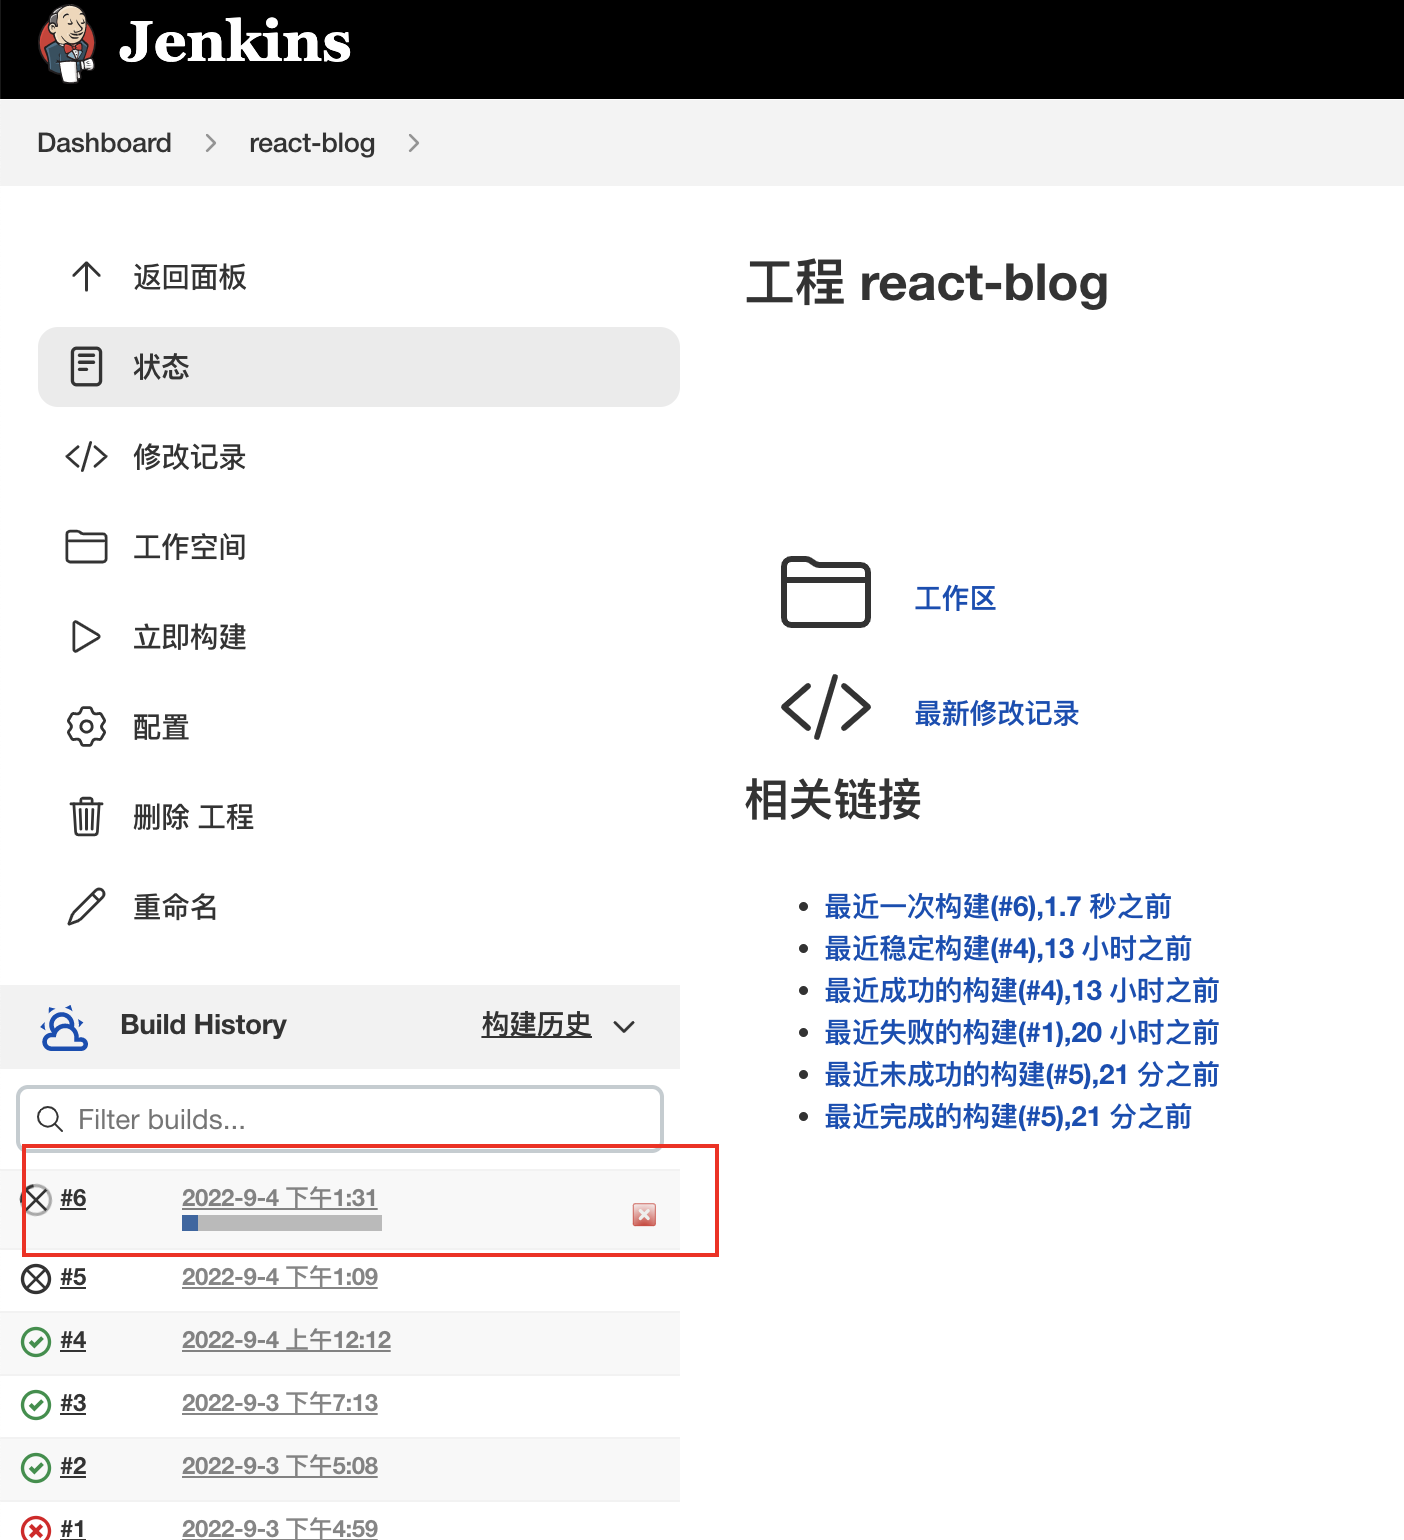 Jenkins
Dashboard
react-blog
返回面板
状态
修改记录
工作空间
立即构建
配置
删除 工程
重命名
Build History
构建历史
Filter builds...
#6
2022-9-4 下午1:31
#5
2022-9-4 下午1:09
#4
2022-9-4 上午12:12
#3
2022-9-3 下午7:13
#2
2022-9-3 下午5:08
#1
2022-9-3 下午4:59
工程 react-blog
工作区
最新修改记录
相关链接
最近一次构建(#6),1.7 秒之前
最近稳定构建(#4),13 小时之前
最近成功的构建(#4),13 小时之前
最近失败的构建(#1),20 小时之前
最近未成功的构建(#5),21 分之前
最近完成的构建(#5),21 分之前